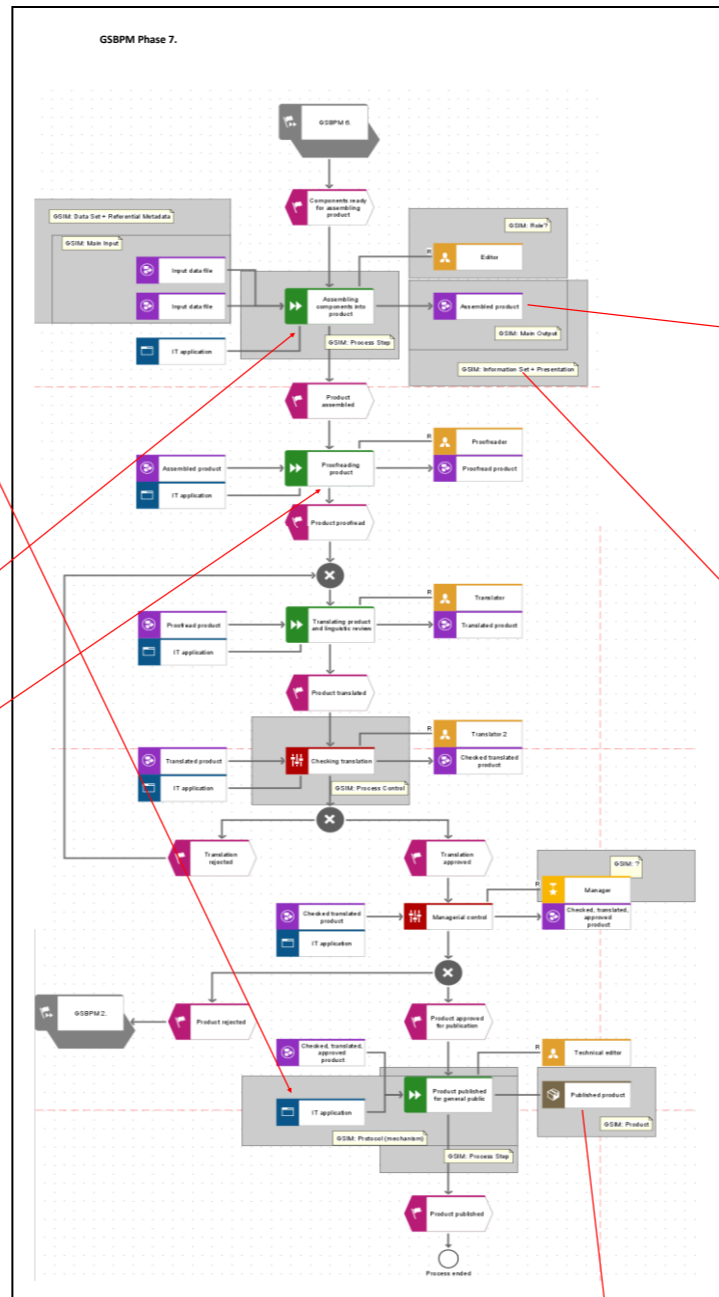 GSBPM Phase 7.
GSBPM 6.
Components ready
for assembling
product
GSIM: Data Set + Referential Metadata
GSIM: Main Input
GSIM: Role?
R
Editor
Input data file
Input data file
Assembling
components into
product
Assembled product
GSIM: Main Output
IT application
GSIM: Process Step
GSIM: Information Set + Presentation
Product
assembled
R
Proofreader
Assembled product
Proofreading
product
Proofread product
IT application
Product proofread
R
Translator
Proofread product
Translating product
and linguistic review
Translated product
IT application
Product translated
R
Translator 2
Translated product
Checking translation
Checked translated
product
IT application
GSIM: Process Control
Translation
rejected
Translation
approved
GSIM: ?
R
Manager
Checked translated
product
Managerial control
Checked, translated,
approved
product
IT application
GSBPM 2.
Product rejected
Product approved
for publication
Checked, translated,
approved
product
R
Technical editor
Product published
for general public
Published product
IT application
GSIM: Product
GSIM: Protocol (mechanism)
GSIM: Process Step
Product published
Process ended